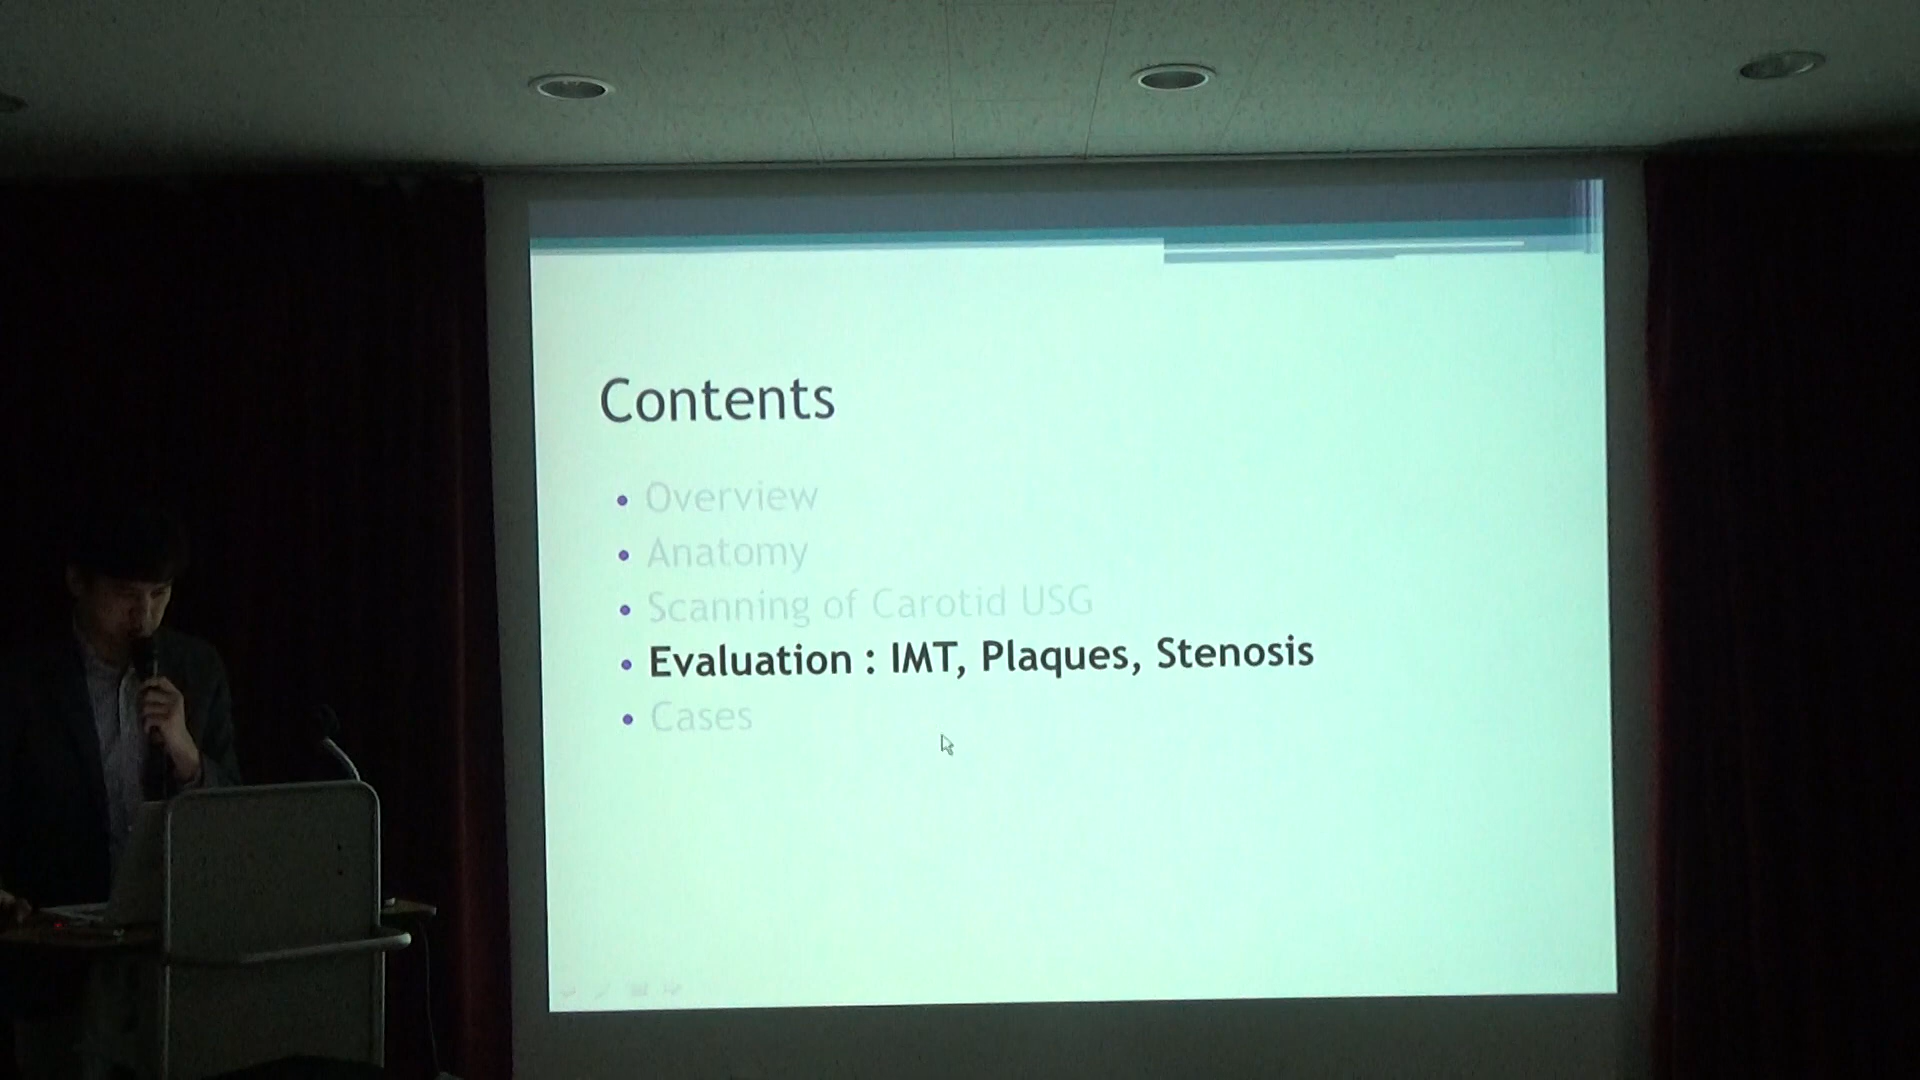 Contents
Overview
Anatomy
Scanning of Carotid USG
Evaluation : IMT, Plaques, Stenosis
Cases